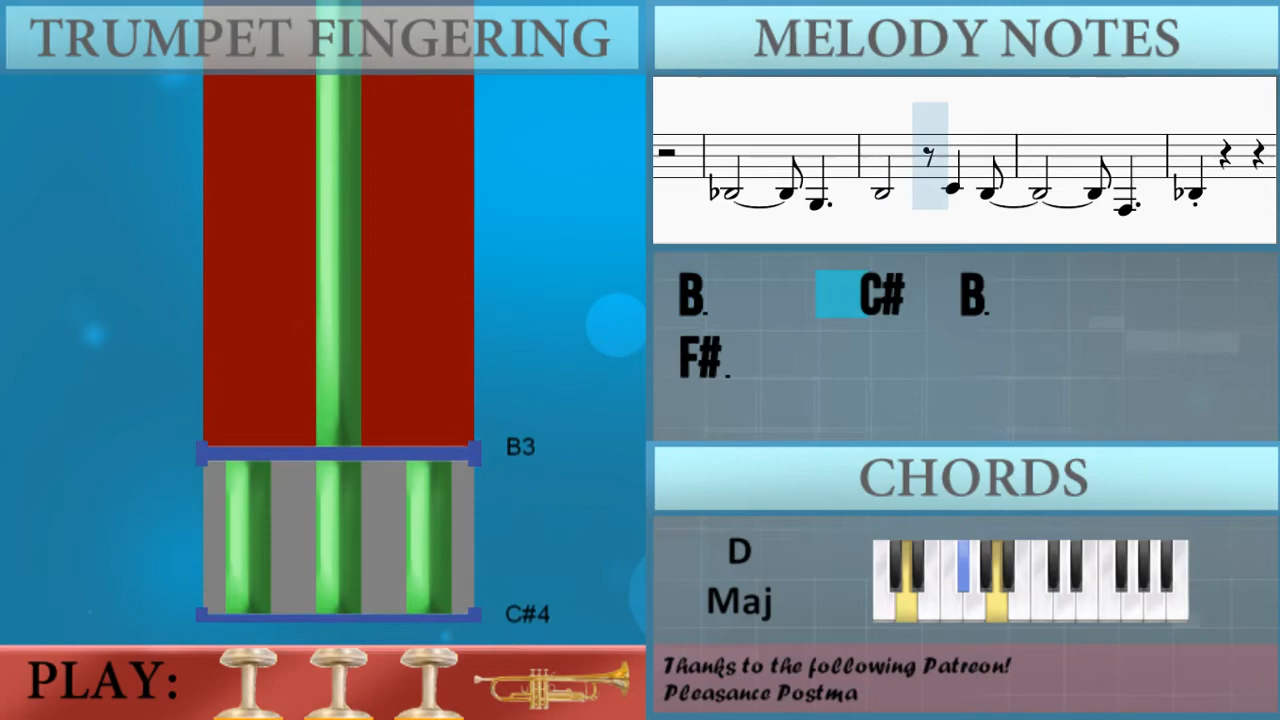 TRUMPET FINGERING
B3
C#4
PLAY:
MELODY NOTES
B. C# B.
F#.
CHORDS
D
Maj
Thanks to the following Patreon!
Pleasance Postma